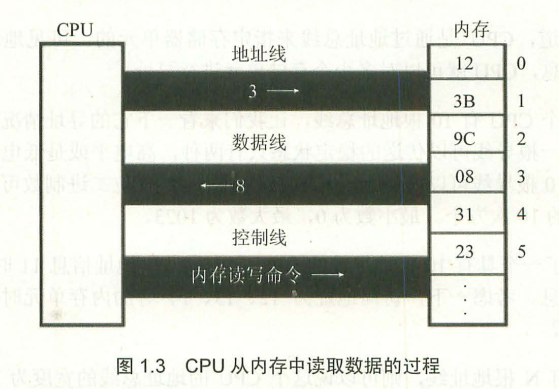 CPU
内存
地址线
3 →
12 0
3B 1
数据线
9C 2
←8
08 3
31 4
控制线
23 5
内存读写命令 →
图 1.3 CPU 从内存中读取数据的过程